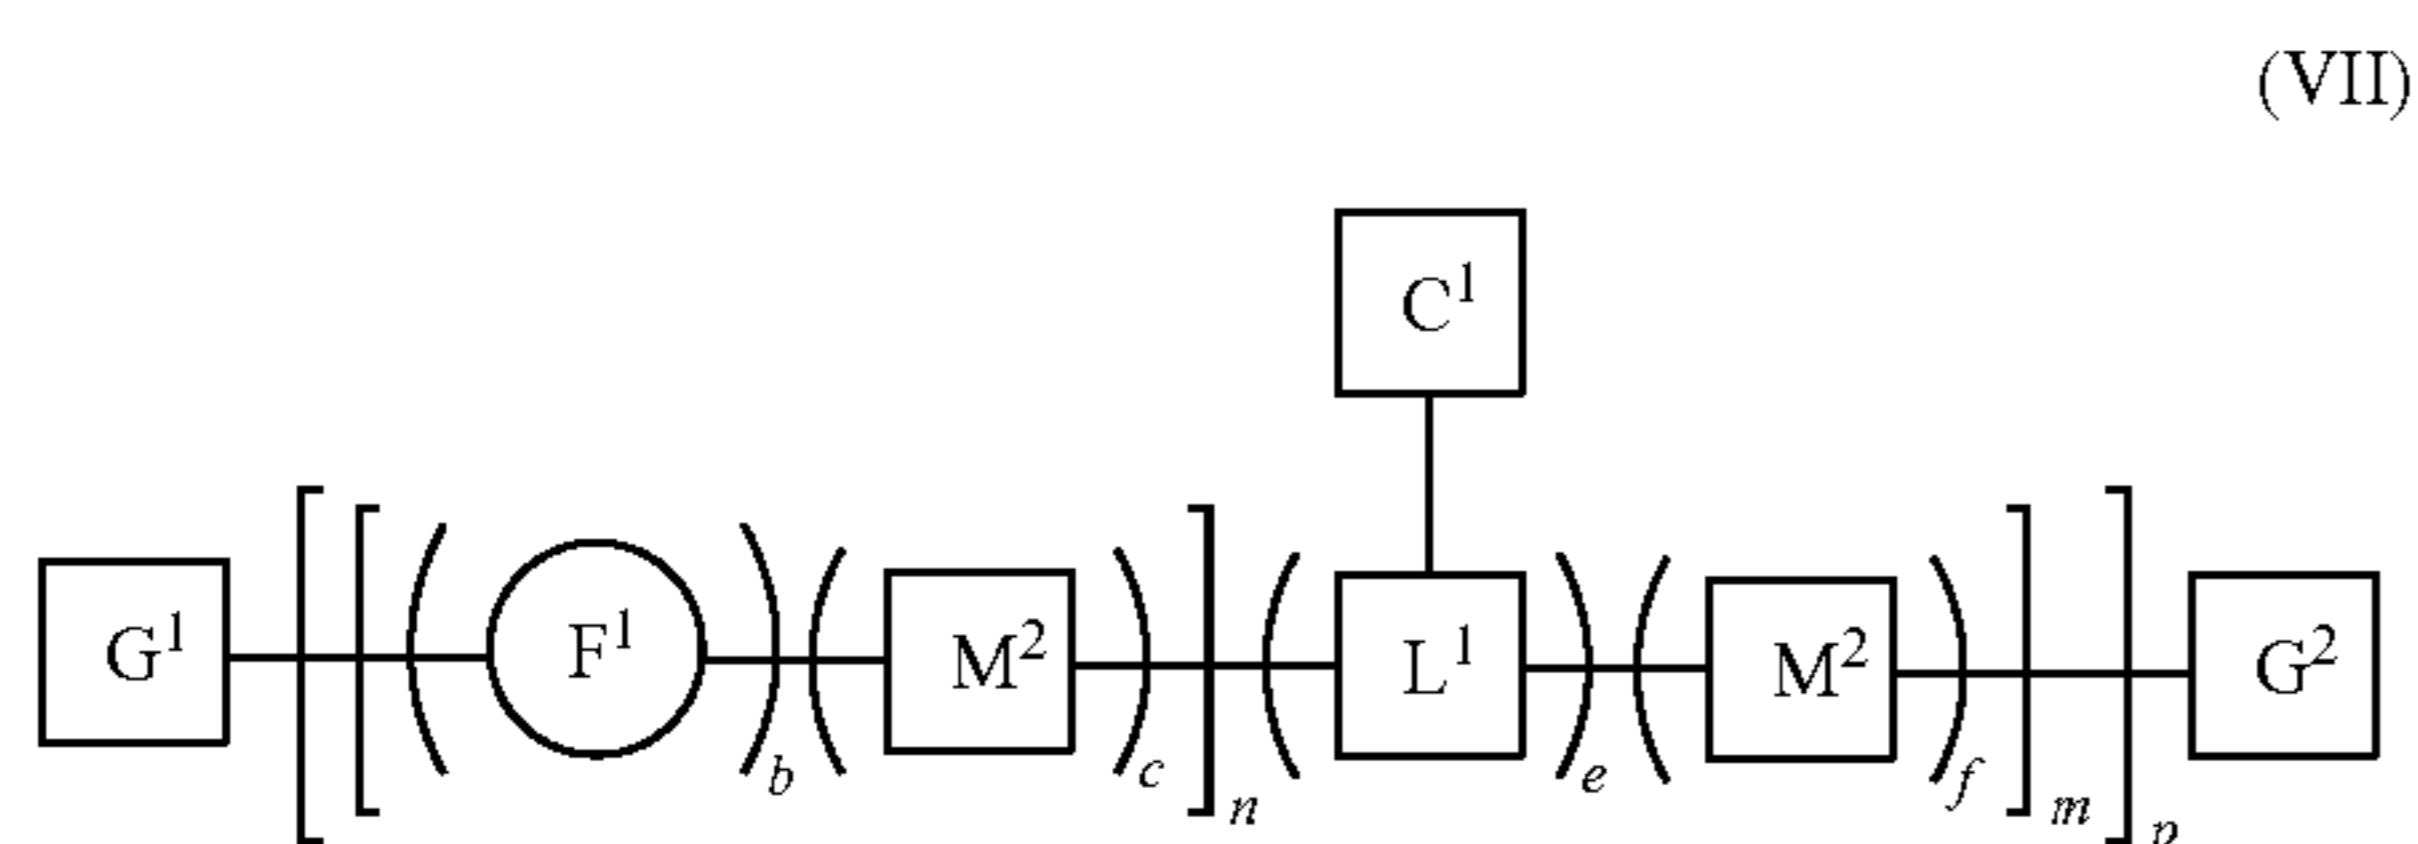 (VII)
C¹
G¹ [ [ ( F¹ )b ( M² )c ]n ( L¹ )e ( M² )f ]m ]p G²